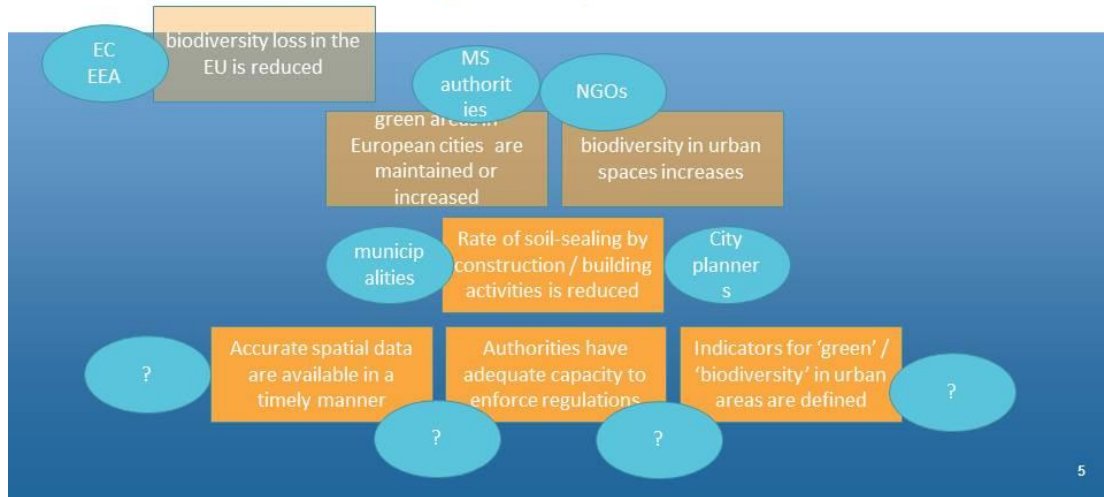 EC
EEA
biodiversity loss in the
EU is reduced
MS
authorit
ies
NGOs
green areas in
European cities are
maintained or
increased
biodiversity in urban
spaces increases
municip
alities
Rate of soil-sealing by
construction / building
activities is reduced
City
planner
s
?
Accurate spatial data
are available in a
timely manner
Authorities have
adequate capacity to
enforce regulations
Indicators for ‘green’ /
‘biodiversity’ in urban
areas are defined
?
?
?
5